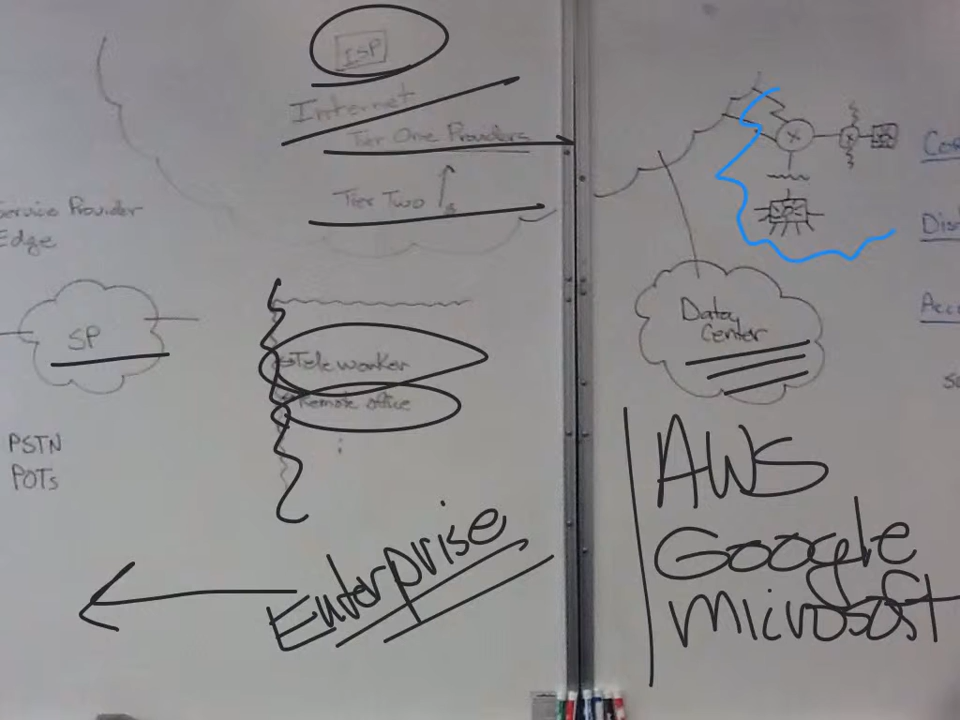 ISP
Internet
Tier One Providers
Tier Two
Service Provider
Edge
SP
PSTN
POTs
Teleworker
Remote office
Enterprise
Data
Center
AWS
Google
Microsoft